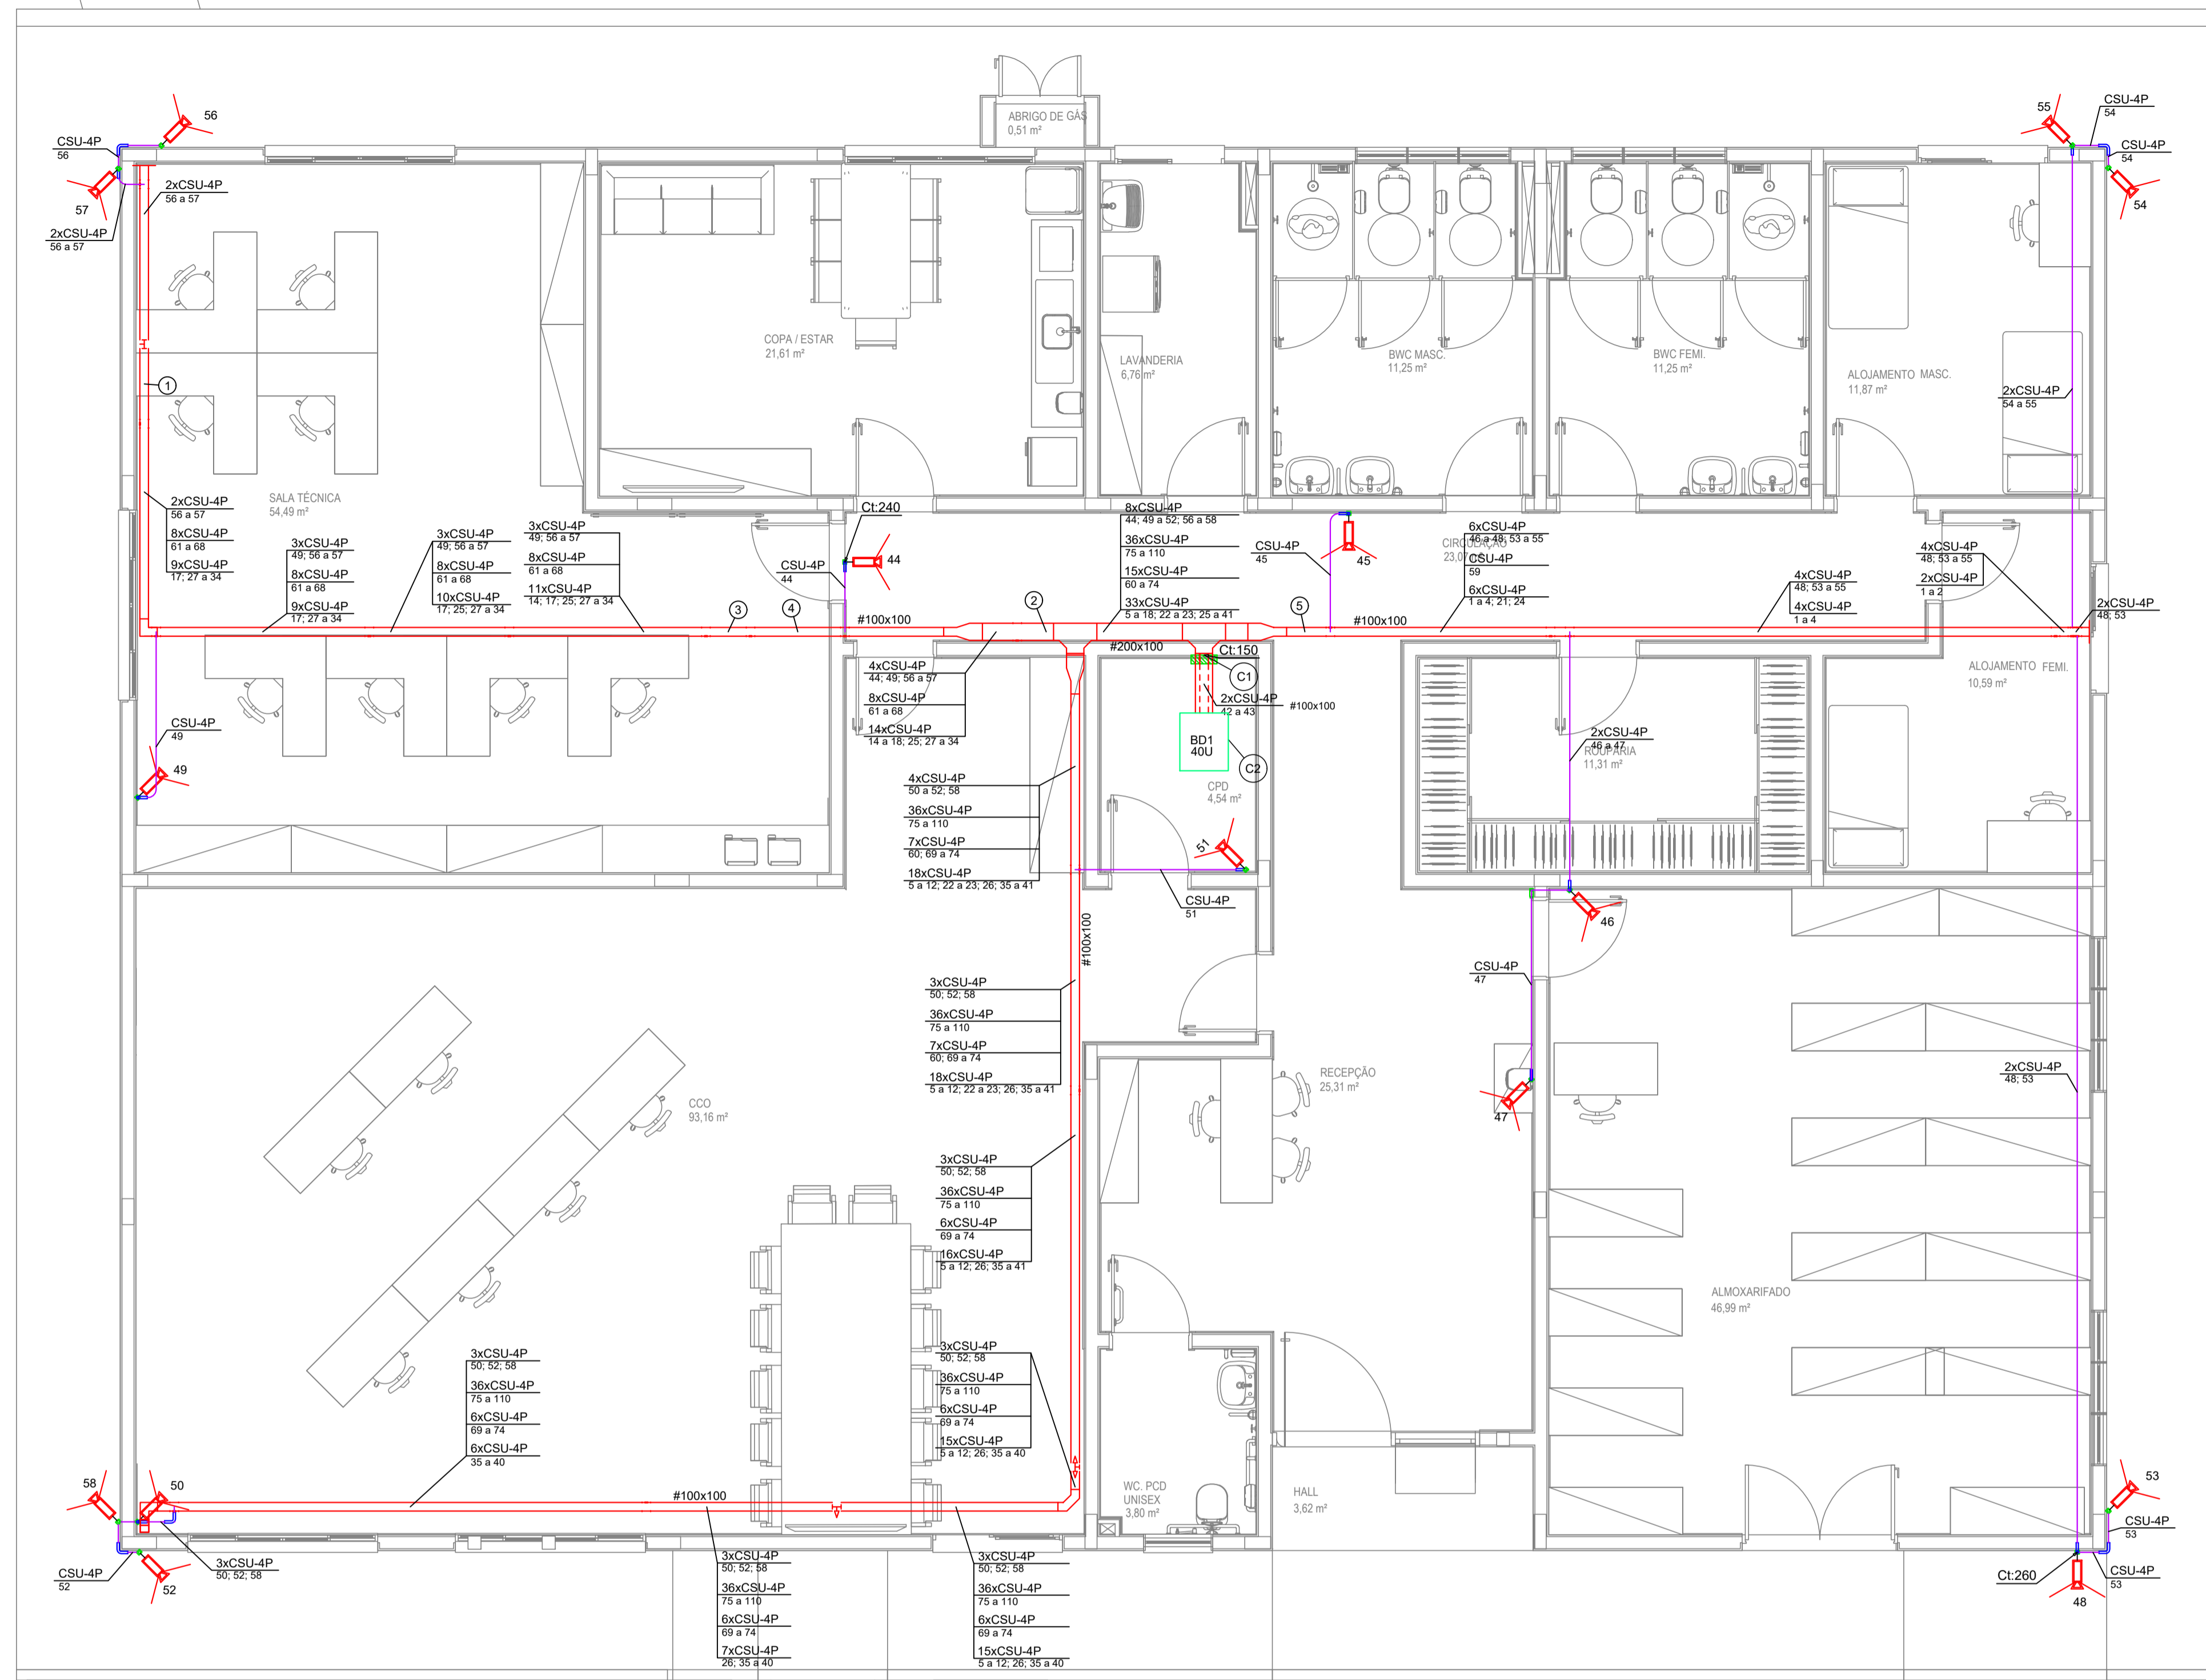 ABRIGO DE GÁS
0,51 m²
56
CSU-4P
56
57
2xCSU-4P
56 a 57
2xCSU-4P
56 a 57
55
CSU-4P
54
CSU-4P
54
54
COPA / ESTAR
21,61 m²
LAVANDERIA
6,76 m²
BWC MASC.
11,25 m²
BWC FEMI.
11,25 m²
ALOJAMENTO MASC.
11,87 m²
2xCSU-4P
54 a 55
1
SALA TÉCNICA
54,49 m²
2xCSU-4P
56 a 57
8xCSU-4P
61 a 68
9xCSU-4P
17; 27 a 34
3xCSU-4P
49; 56 a 57
8xCSU-4P
61 a 68
9xCSU-4P
17; 27 a 34
3xCSU-4P
49; 56 a 57
8xCSU-4P
61 a 68
10xCSU-4P
17; 25; 27 a 34
3xCSU-4P
49; 56 a 57
8xCSU-4P
61 a 68
11xCSU-4P
14; 17; 25; 27 a 34
Ct:240
CSU-4P
44
44
8xCSU-4P
44; 49 a 52; 56 a 58
36xCSU-4P
75 a 110
15xCSU-4P
60 a 74
33xCSU-4P
5 a 18; 22 a 23; 25 a 41
CSU-4P
45
45
CIRCULAÇÃO
23,07 m²
6xCSU-4P
46 a 48; 53 a 55
CSU-4P
59
6xCSU-4P
1 a 4; 21; 24
4xCSU-4P
48; 53 a 55
4xCSU-4P
1 a 4
4xCSU-4P
48; 53 a 55
2xCSU-4P
1 a 2
2xCSU-4P
48; 53
3
4
2
5
#100x100
#100x100
#200x100
Ct:150
C1
2xCSU-4P
42 a 43
#100x100
BD1
40U
C2
CPD
4,54 m²
4xCSU-4P
44; 49; 56 a 57
8xCSU-4P
61 a 68
14xCSU-4P
14 a 18; 25; 27 a 34
CSU-4P
49
49
4xCSU-4P
50 a 52; 58
36xCSU-4P
75 a 110
7xCSU-4P
60; 69 a 74
18xCSU-4P
5 a 12; 22 a 23; 26; 35 a 41
51
CSU-4P
51
2xCSU-4P
46 a 47
ROUPARIA
11,31 m²
ALOJAMENTO FEMI.
10,59 m²
46
CSU-4P
47
47
#100x100
3xCSU-4P
50; 52; 58
36xCSU-4P
75 a 110
7xCSU-4P
60; 69 a 74
18xCSU-4P
5 a 12; 22 a 23; 26; 35 a 41
CCO
93,16 m²
RECEPÇÃO
25,31 m²
2xCSU-4P
48; 53
3xCSU-4P
50; 52; 58
36xCSU-4P
75 a 110
6xCSU-4P
69 a 74
16xCSU-4P
5 a 12; 26; 35 a 41
ALMOXARIFADO
46,99 m²
3xCSU-4P
50; 52; 58
36xCSU-4P
75 a 110
6xCSU-4P
69 a 74
6xCSU-4P
35 a 40
3xCSU-4P
50; 52; 58
36xCSU-4P
75 a 110
6xCSU-4P
69 a 74
15xCSU-4P
5 a 12; 26; 35 a 40
58
50
#100x100
WC. PCD
UNISEX
3,80 m²
HALL
3,62 m²
53
CSU-4P
53
CSU-4P
53
Ct:260
48
CSU-4P
52
52
3xCSU-4P
50; 52; 58
3xCSU-4P
50; 52; 58
36xCSU-4P
75 a 110
6xCSU-4P
69 a 74
7xCSU-4P
26; 35 a 40
3xCSU-4P
50; 52; 58
36xCSU-4P
75 a 110
6xCSU-4P
69 a 74
15xCSU-4P
5 a 12; 26; 35 a 40